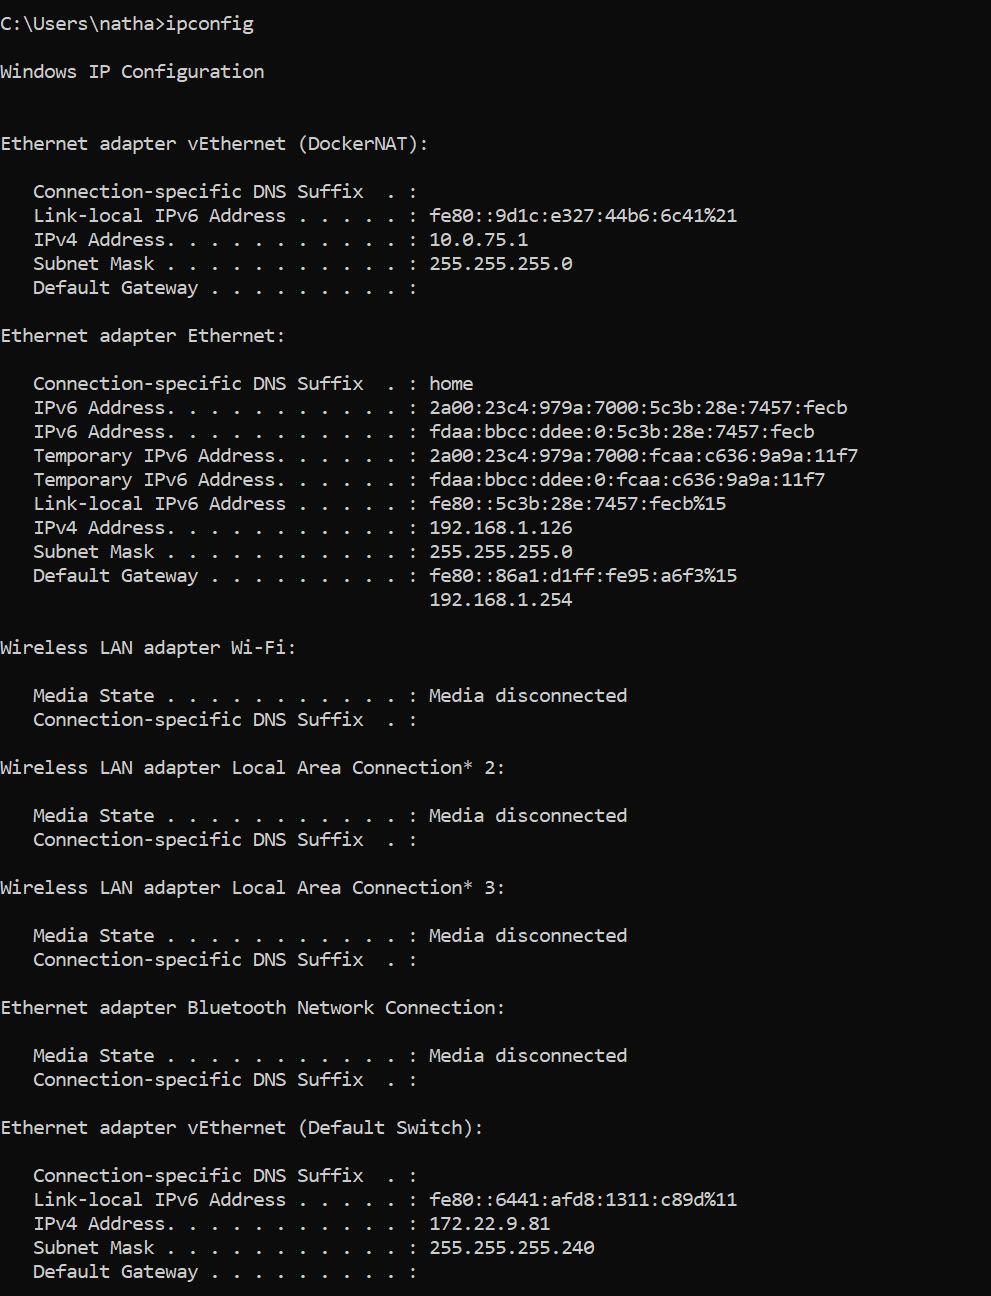 C:\Users\natha>ipconfig
Windows IP Configuration
Ethernet adapter vEthernet (DockerNAT):
   Connection-specific DNS Suffix  . :
   Link-local IPv6 Address . . . . . : fe80::9d1c:e327:44b6:6c41%21
   IPv4 Address. . . . . . . . . . . : 10.0.75.1
   Subnet Mask . . . . . . . . . . . : 255.255.255.0
   Default Gateway . . . . . . . . . :
Ethernet adapter Ethernet:
   Connection-specific DNS Suffix  . : home
   IPv6 Address. . . . . . . . . . . : 2a00:23c4:979a:7000:5c3b:28e:7457:fecb
   IPv6 Address. . . . . . . . . . . : fdaa:bbcc:ddee:0:5c3b:28e:7457:fecb
   Temporary IPv6 Address. . . . . . : 2a00:23c4:979a:7000:fcaa:c636:9a9a:11f7
   Temporary IPv6 Address. . . . . . : fdaa:bbcc:ddee:0:fcaa:c636:9a9a:11f7
   Link-local IPv6 Address . . . . . : fe80::5c3b:28e:7457:fecb%15
   IPv4 Address. . . . . . . . . . . : 192.168.1.126
   Subnet Mask . . . . . . . . . . . : 255.255.255.0
   Default Gateway . . . . . . . . . : fe80::86a1:d1ff:fe95:a6f3%15
                                       192.168.1.254
Wireless LAN adapter Wi-Fi:
   Media State . . . . . . . . . . . : Media disconnected
   Connection-specific DNS Suffix  . :
Wireless LAN adapter Local Area Connection* 2:
   Media State . . . . . . . . . . . : Media disconnected
   Connection-specific DNS Suffix  . :
Wireless LAN adapter Local Area Connection* 3:
   Media State . . . . . . . . . . . : Media disconnected
   Connection-specific DNS Suffix  . :
Ethernet adapter Bluetooth Network Connection:
   Media State . . . . . . . . . . . : Media disconnected
   Connection-specific DNS Suffix  . :
Ethernet adapter vEthernet (Default Switch):
   Connection-specific DNS Suffix  . :
   Link-local IPv6 Address . . . . . : fe80::6441:afd8:1311:c89d%11
   IPv4 Address. . . . . . . . . . . : 172.22.9.81
   Subnet Mask . . . . . . . . . . . : 255.255.255.240
   Default Gateway . . . . . . . . . :